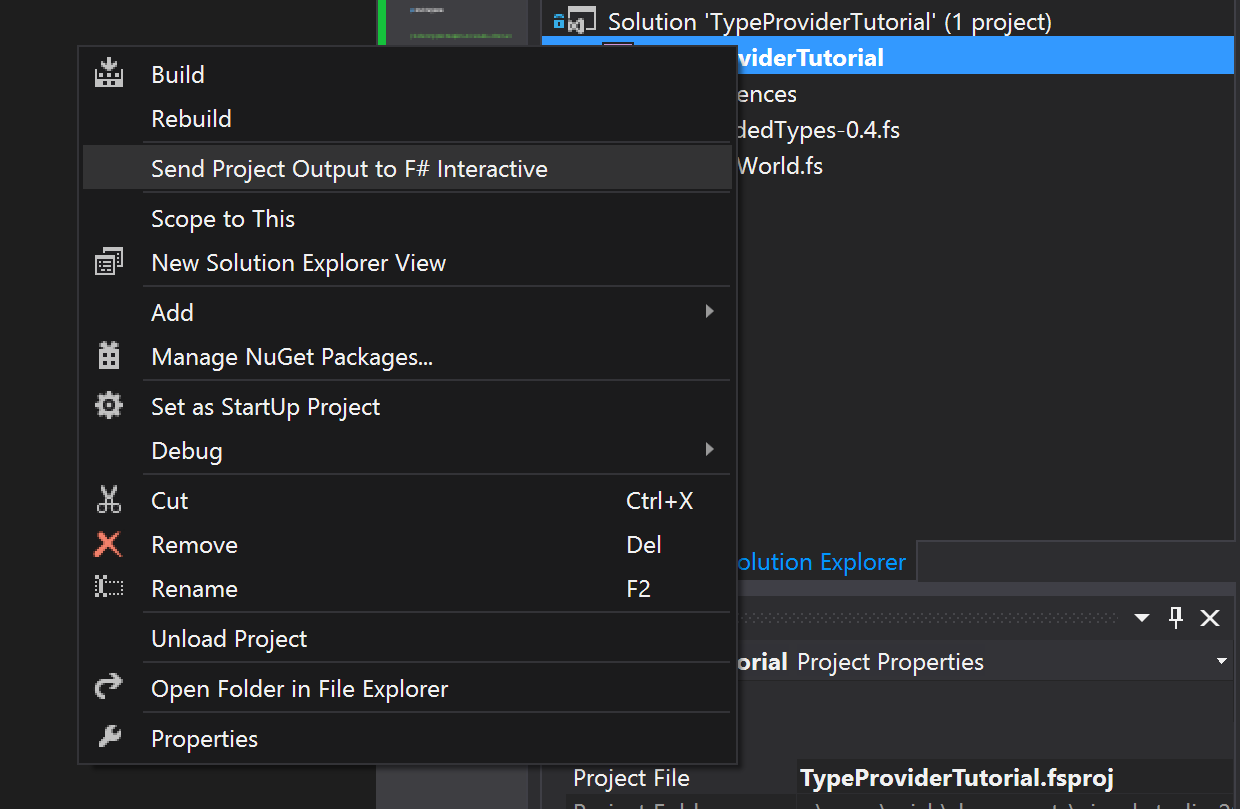 Solution 'TypeProviderTutorial' (1 project)
viderTutorial
ences
dedTypes-0.4.fs
World.fs
Build
Rebuild
Send Project Output to F# Interactive
Scope to This
New Solution Explorer View
Add
Manage NuGet Packages...
Set as StartUp Project
Debug
Cut Ctrl+X
Remove Del
Rename F2
Unload Project
Open Folder in File Explorer
Properties
olution Explorer
orial Project Properties
Project File TypeProviderTutorial.fsproj